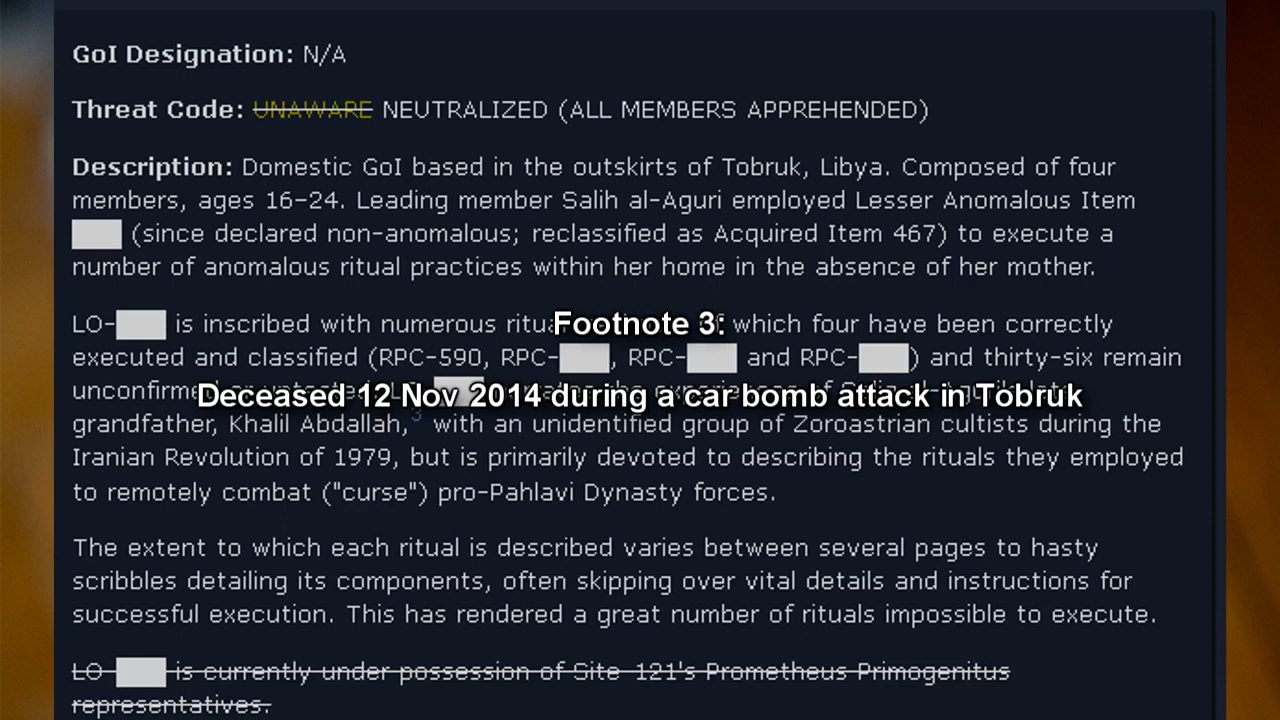 GoI Designation: N/A
Threat Code: UNAWARE NEUTRALIZED (ALL MEMBERS APPREHENDED)
Description: Domestic GoI based in the outskirts of Tobruk, Libya. Composed of four
members, ages 16-24. Leading member Salih al-Aguri employed Lesser Anomalous Item
(since declared non-anomalous; reclassified as Acquired Item 467) to execute a
number of anomalous ritual practices within her home in the absence of her mother.
LO- is inscribed with numerous which four have been correctly
Footnote 3:
executed and classified (RPC-590, RPC- , RPC- and RPC- ) and thirty-six remain
Deceased 12 Nov 2014 during a car bomb attack in Tobruk
grandfather, Khalil Abdallah,3 with an unidentified group of Zoroastrian cultists during the
Iranian Revolution of 1979, but is primarily devoted to describing the rituals they employed
to remotely combat ("curse") pro-Pahlavi Dynasty forces.
The extent to which each ritual is described varies between several pages to hasty
scribbles detailing its components, often skipping over vital details and instructions for
successful execution. This has rendered a great number of rituals impossible to execute.
LO- is currently under possession of Site-121's Prometheus Primogenitus
representatives.